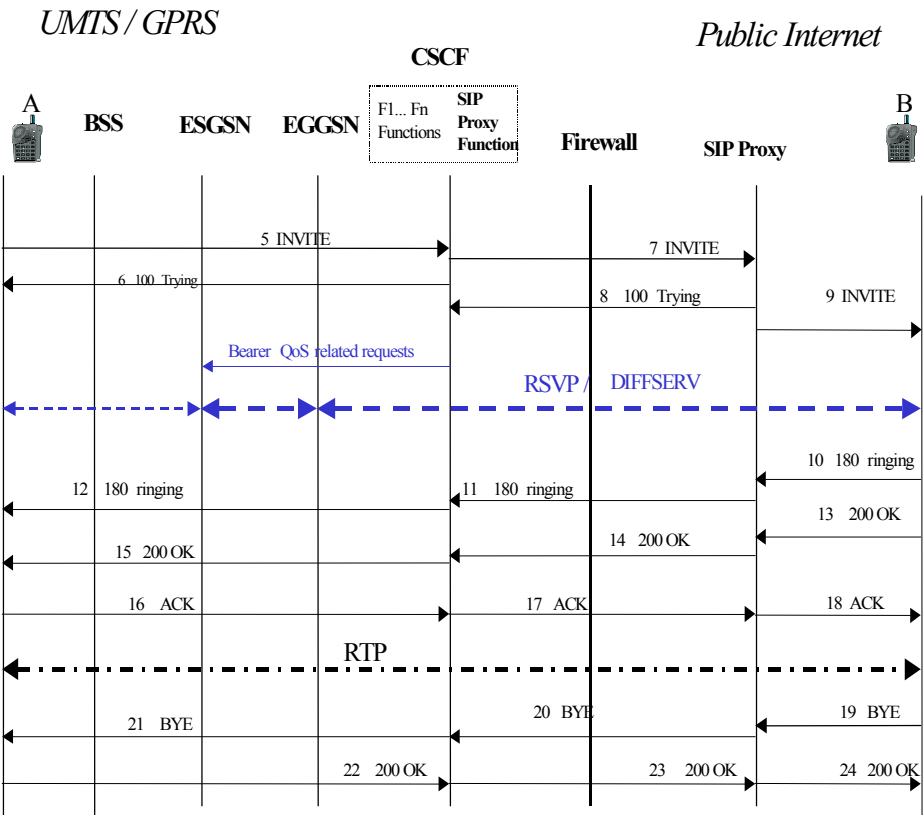 UMTS / GPRS
Public Internet
CSCF
A
BSS
ESGSN
EGGSN
F1... Fn
Functions
SIP
Proxy
Function
Firewall
SIP Proxy
B
5 INVITE
7 INVITE
6 100 Trying
8 100 Trying
9 INVITE
Bearer QoS related requests
RSVP / DIFFSERV
10 180 ringing
12 180 ringing
11 180 ringing
13 200 OK
14 200 OK
15 200 OK
16 ACK
17 ACK
18 ACK
RTP
19 BYE
20 BYE
21 BYE
22 200 OK
23 200 OK
24 200 OK